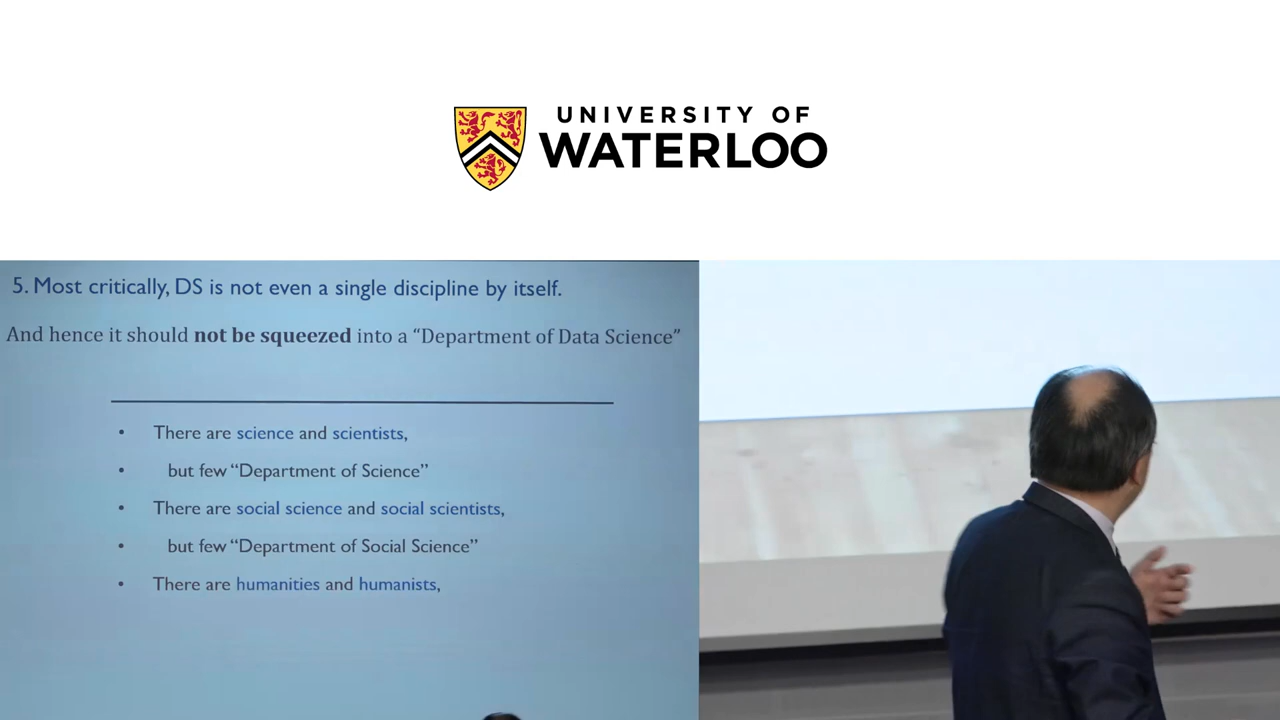 UNIVERSITY OF
WATERLOO
5. Most critically, DS is not even a single discipline by itself.
And hence it should not be squeezed into a “Department of Data Science”
• There are science and scientists,
• but few “Department of Science”
• There are social science and social scientists,
• but few “Department of Social Science”
• There are humanities and humanists,